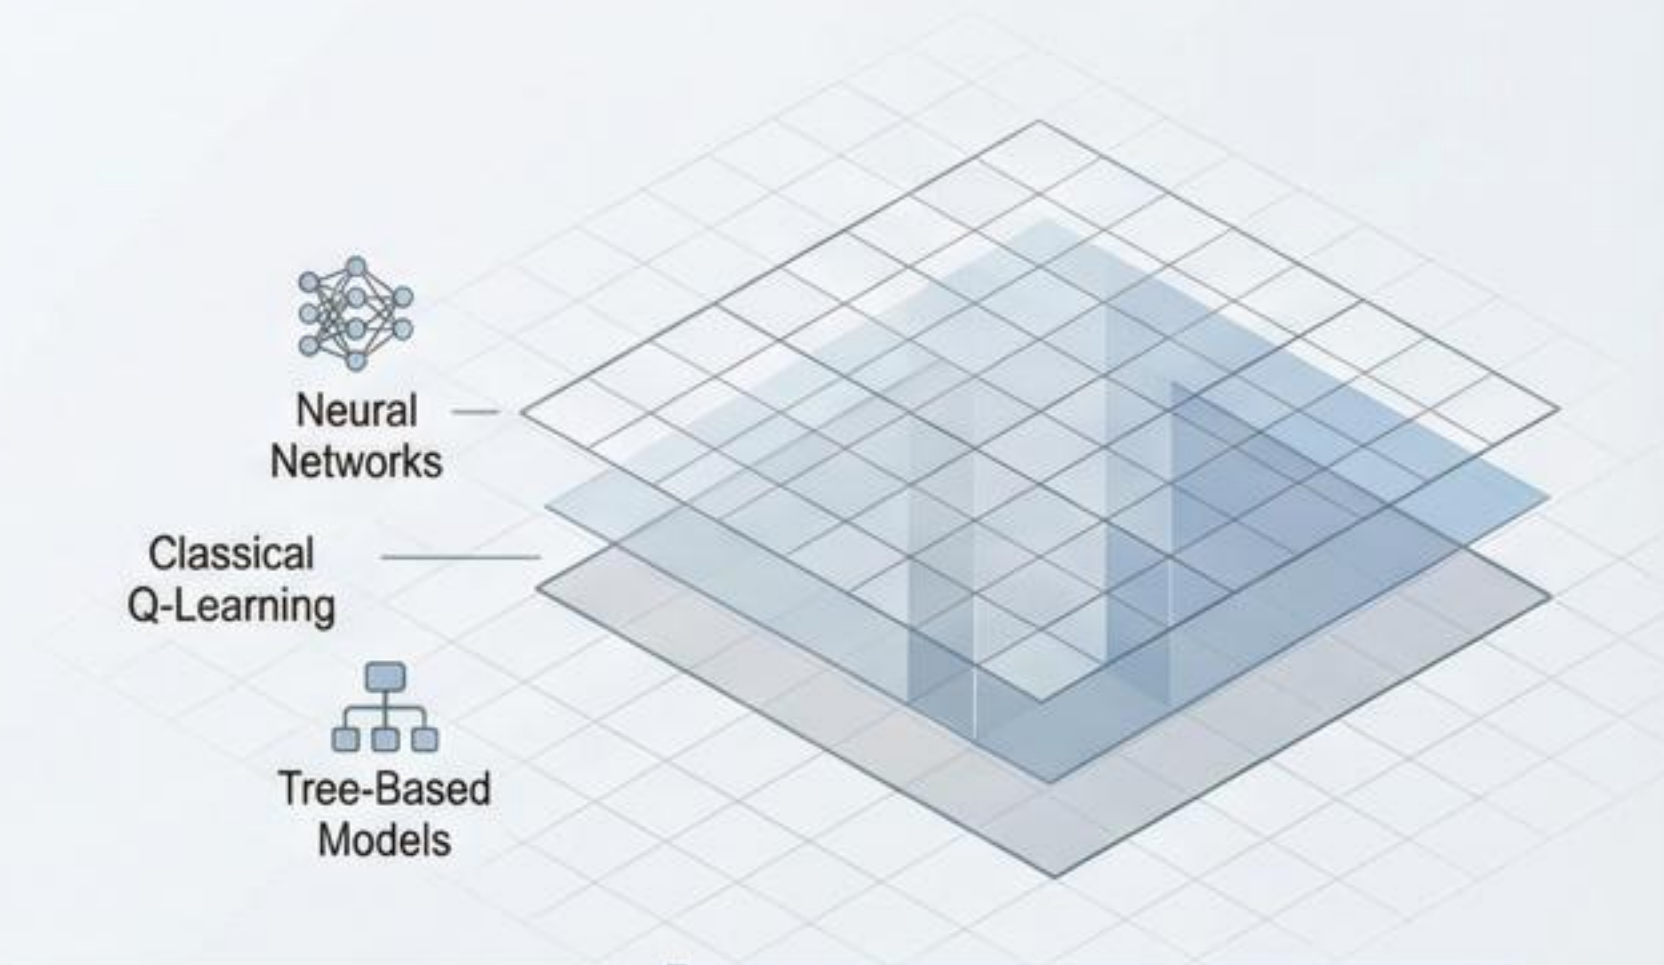 Neural
Networks
Classical
Q-Learning
Tree-Based
Models